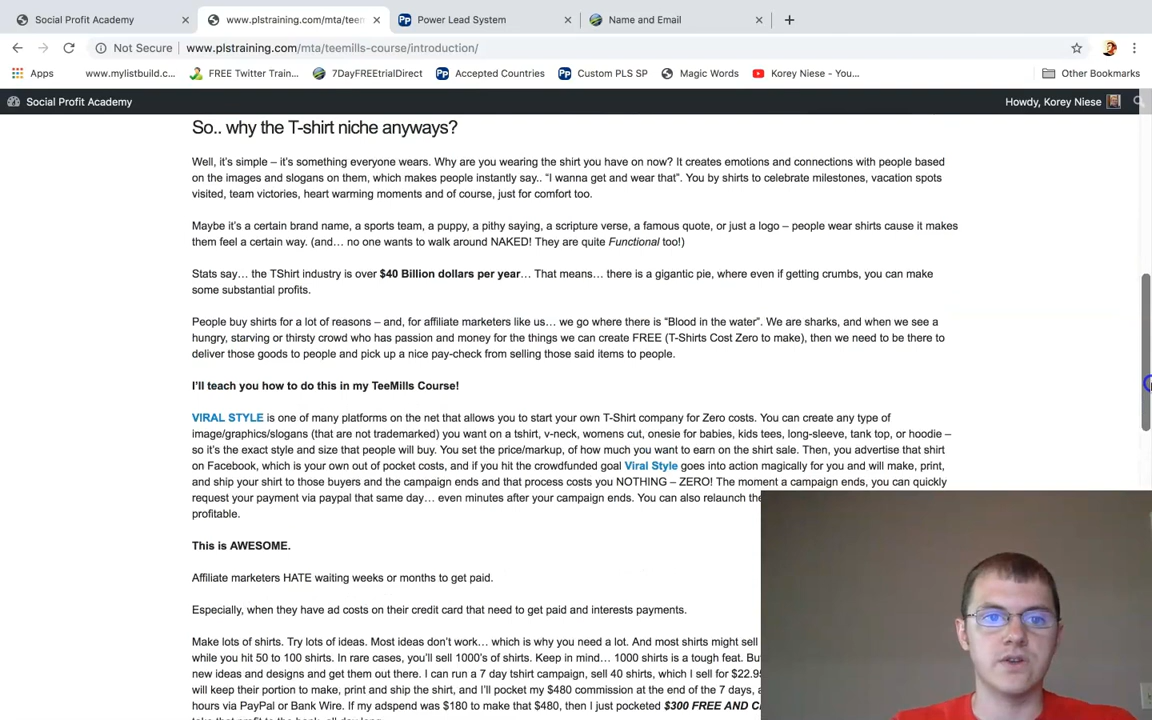 Social Profit Academy × www.plstraining.com/mta/teem × Power Lead System × Name and Email × +
Not Secure www.plstraining.com/mta/teemills-course/introduction/
Apps www.mylistbuild.c... FREE Twitter Train... 7DayFREEtrialDirect Accepted Countries Custom PLS SP Magic Words Korey Niese - You... Other Bookmarks
Social Profit Academy Howdy, Korey Niese
So.. why the T-shirt niche anyways?
Well, it's simple – it's something everyone wears. Why are you wearing the shirt you have on now? It creates emotions and connections with people based
on the images and slogans on them, which makes people instantly say.. “I wanna get and wear that”. You by shirts to celebrate milestones, vacation spots
visited, team victories, heart warming moments and of course, just for comfort too.
Maybe it's a certain brand name, a sports team, a puppy, a pithy saying, a scripture verse, a famous quote, or just a logo – people wear shirts cause it makes
them feel a certain way. (and… no one wants to walk around NAKED! They are quite Functional too!)
Stats say… the TShirt industry is over $40 Billion dollars per year… That means… there is a gigantic pie, where even if getting crumbs, you can make
some substantial profits.
People buy shirts for a lot of reasons – and, for affiliate marketers like us… we go where there is “Blood in the water”. We are sharks, and when we see a
hungry, starving or thirsty crowd who has passion and money for the things we can create FREE (T-Shirts Cost Zero to make), then we need to be there to
deliver those goods to people and pick up a nice pay-check from selling those said items to people.
I'll teach you how to do this in my TeeMills Course!
VIRAL STYLE is one of many platforms on the net that allows you to start your own T-Shirt company for Zero costs. You can create any type of
image/graphics/slogans (that are not trademarked) you want on a tshirt, v-neck, womens cut, onesie for babies, kids tees, long-sleeve, tank top, or hoodie –
so it's the exact style and size that people will buy. You set the price/markup, of how much you want to earn on the shirt sale. Then, you advertise that shirt
on Facebook, which is your own out of pocket costs, and if you hit the crowdfunded goal Viral Style goes into action magically for you and will make, print,
and ship your shirt to those buyers and the campaign ends and that process costs you NOTHING – ZERO! The moment a campaign ends, you can quickly
request your payment via paypal that same day… even minutes after your campaign ends. You can also relaunch the
profitable.
This is AWESOME.
Affiliate marketers HATE waiting weeks or months to get paid.
Especially, when they have ad costs on their credit card that need to get paid and interests payments.
Make lots of shirts. Try lots of ideas. Most ideas don't work… which is why you need a lot. And most shirts might sell
while you hit 50 to 100 shirts. In rare cases, you'll sell 1000's of shirts. Keep in mind… 1000 shirts is a tough feat. Bu
new ideas and designs and get them out there. I can run a 7 day tshirt campaign, sell 40 shirts, which I sell for $22.95
will keep their portion to make, print and ship the shirt, and I'll pocket my $480 commission at the end of the 7 days, a
hours via PayPal or Bank Wire. If my adspend was $180 to make that $480, then I just pocketed $300 FREE AND C
take that profit to the bank, all day long.